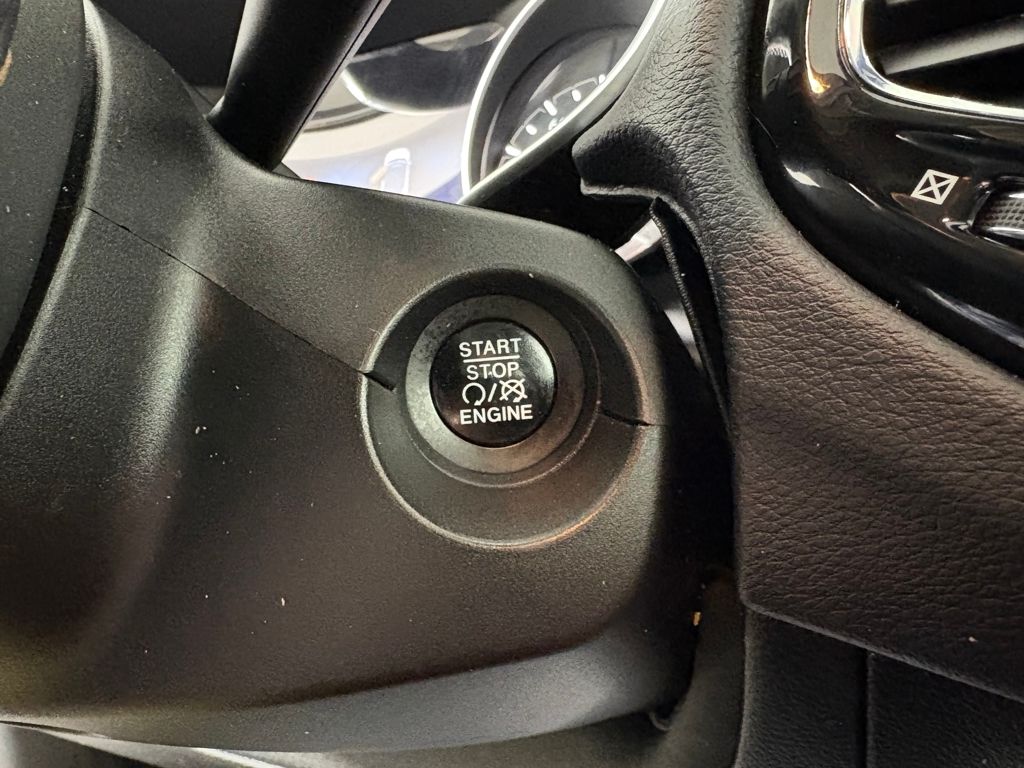 START
STOP
/
ENGINE